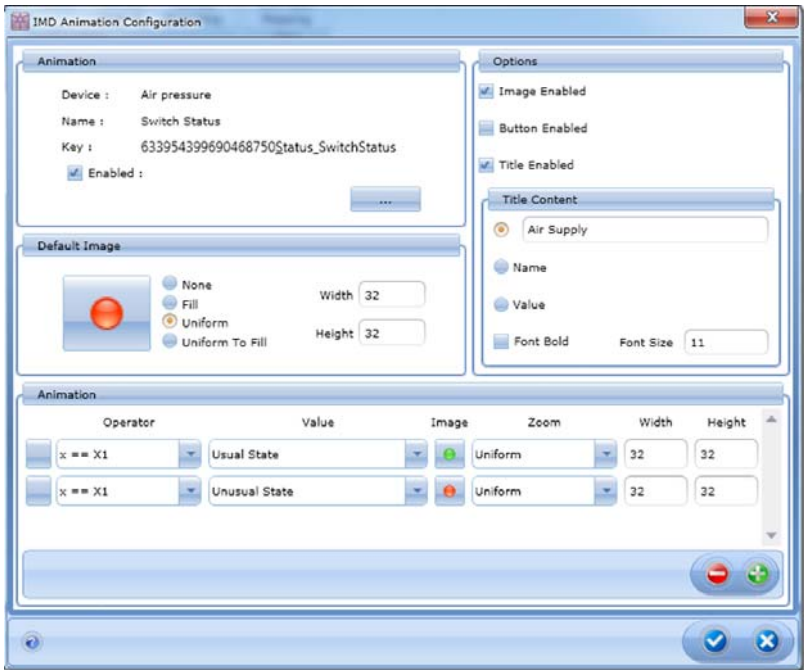 IMD Animation Configuration
Animation
Device : Air pressure
Name : Switch Status
Key : 633954399690468750Status_SwitchStatus
Enabled :
...
Default Image
None
Fill
Uniform
Uniform To Fill
Width 32
Height 32
Options
Image Enabled
Button Enabled
Title Enabled
Title Content
Air Supply
Name
Value
Font Bold Font Size 11
Animation
Operator Value Image Zoom Width Height
x == X1 Usual State Uniform 32 32
x == X1 Unusual State Uniform 32 32